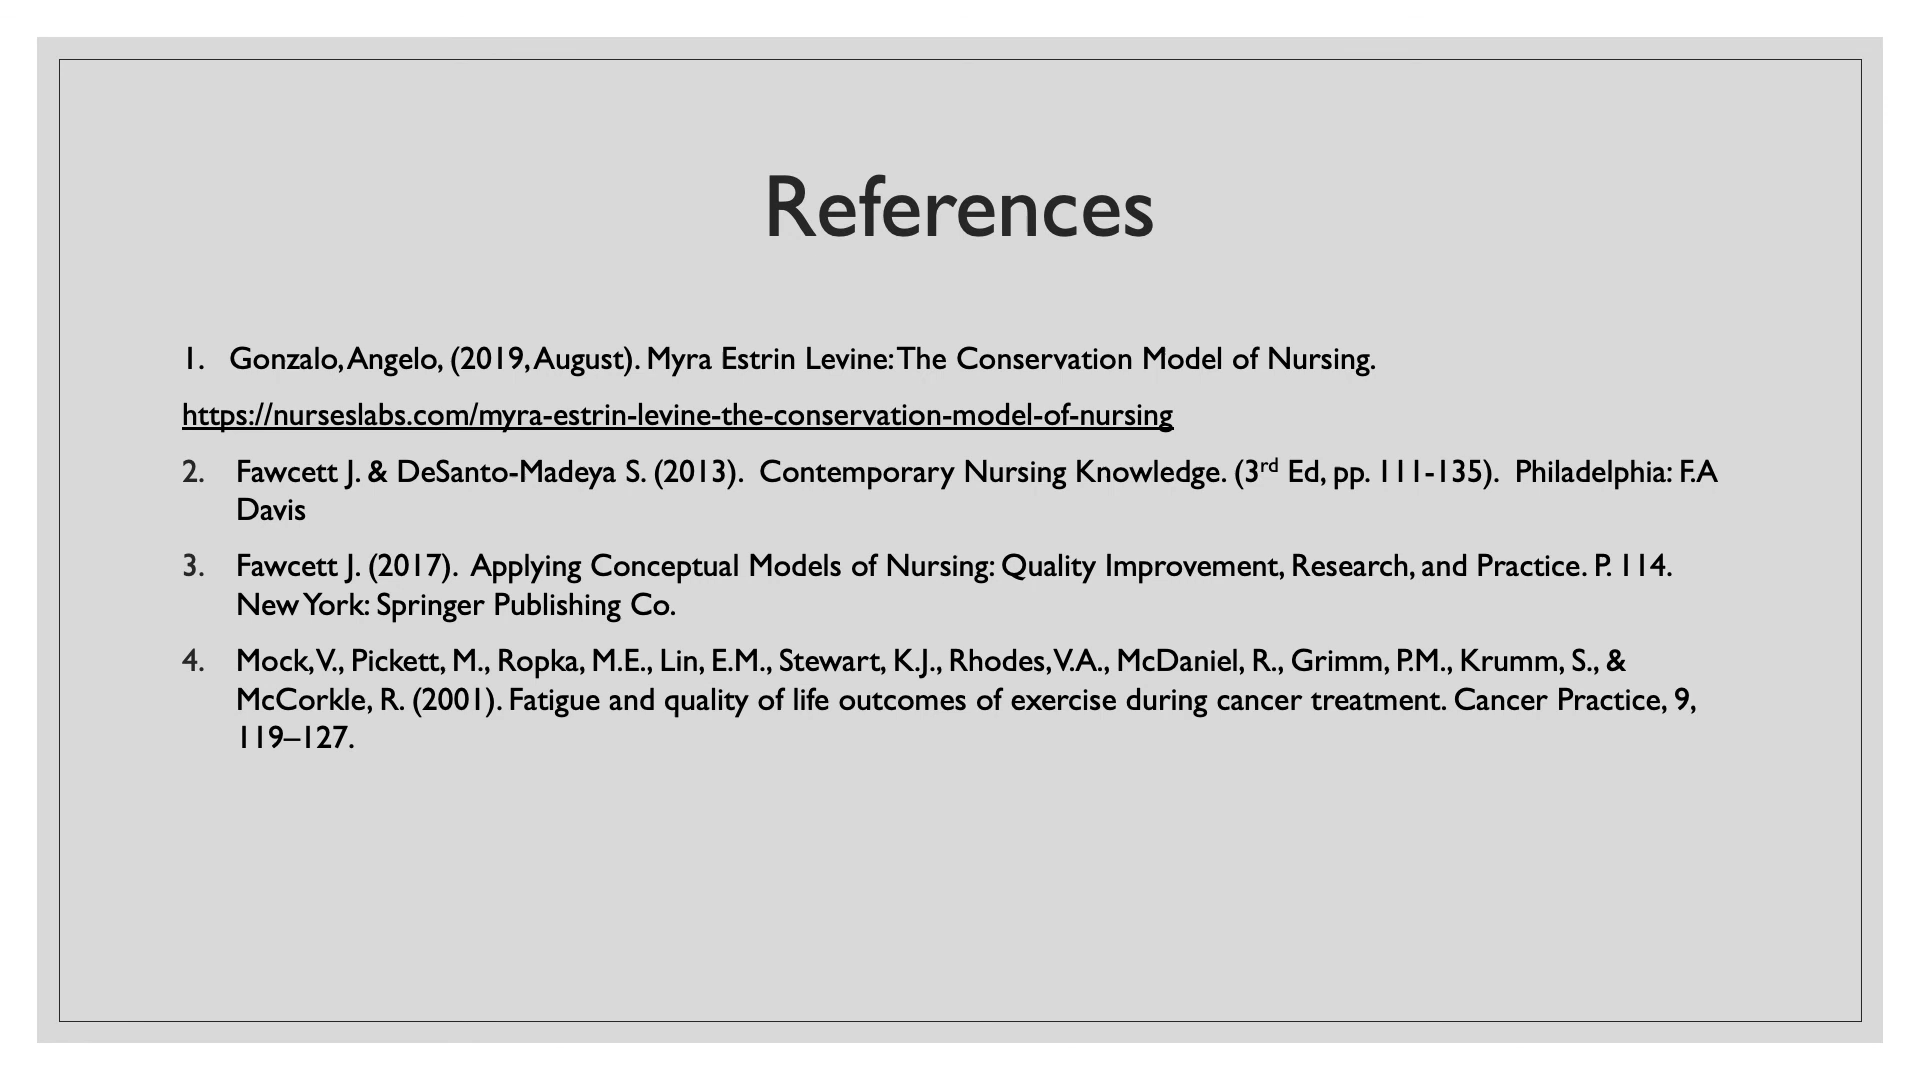 References
1. Gonzalo, Angelo, (2019, August). Myra Estrin Levine: The Conservation Model of Nursing.
https://nurseslabs.com/myra-estrin-levine-the-conservation-model-of-nursing
2. Fawcett J. & DeSanto-Madeya S. (2013). Contemporary Nursing Knowledge. (3rd Ed, pp. 111-135). Philadelphia: F.A
Davis
3. Fawcett J. (2017). Applying Conceptual Models of Nursing: Quality Improvement, Research, and Practice. P. 114.
New York: Springer Publishing Co.
4. Mock, V., Pickett, M., Ropka, M.E., Lin, E.M., Stewart, K.J., Rhodes, V.A., McDaniel, R., Grimm, P.M., Krumm, S., &
McCorkle, R. (2001). Fatigue and quality of life outcomes of exercise during cancer treatment. Cancer Practice, 9,
119–127.